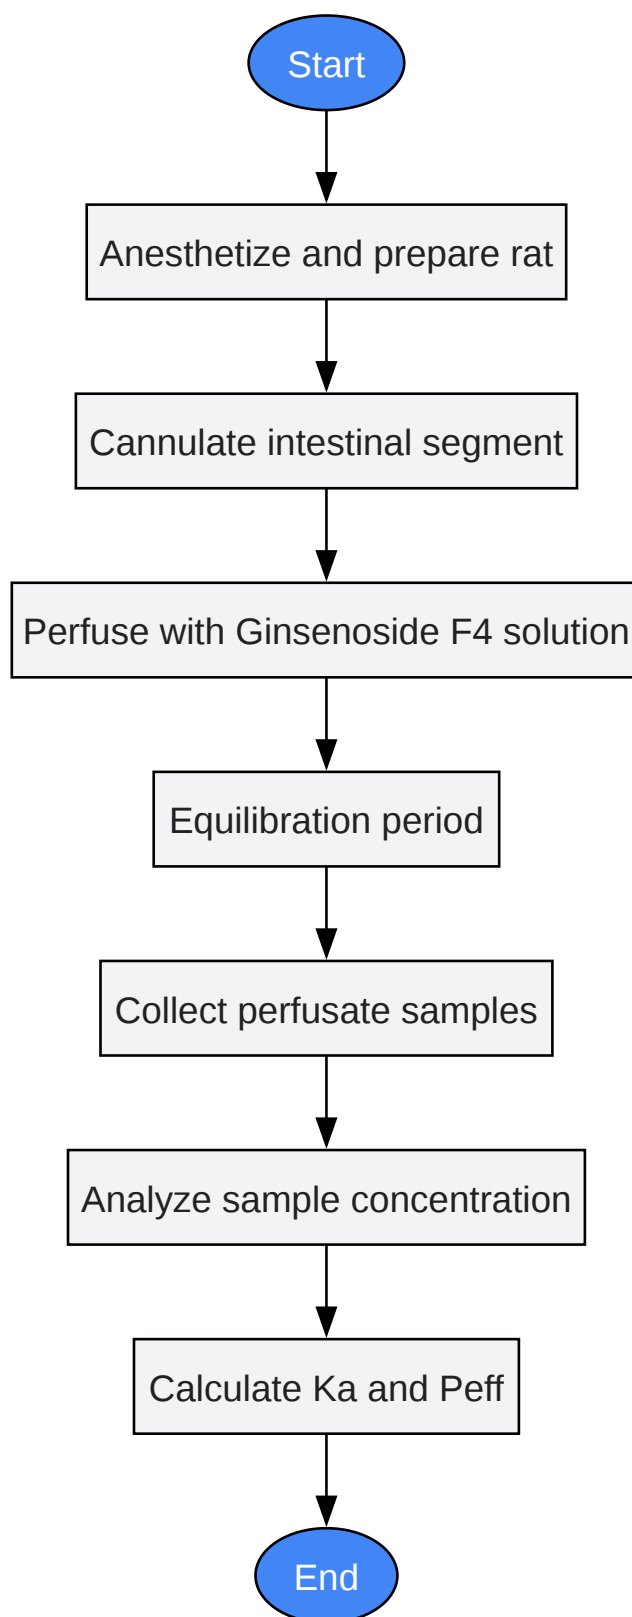 Start
Anesthetize and prepare rat
Cannulate intestinal segment
Perfuse with Ginsenoside F4 solution
Equilibration period
Collect perfusate samples
Analyze sample concentration
Calculate Ka and Peff
End